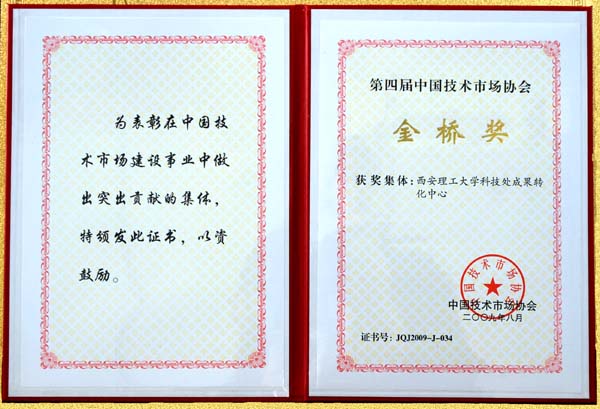 为表彰在中国技
术市场建设事业中做
出突出贡献的集体，
特颁发此证书，以资
鼓励。
第四届中国技术市场协会
金桥奖
获奖集体：西安理工大学科技处成果转
化中心
中国技术市场协会
中国技术市场协会
二〇〇九年八月
证书号：JQJ2009-J-034